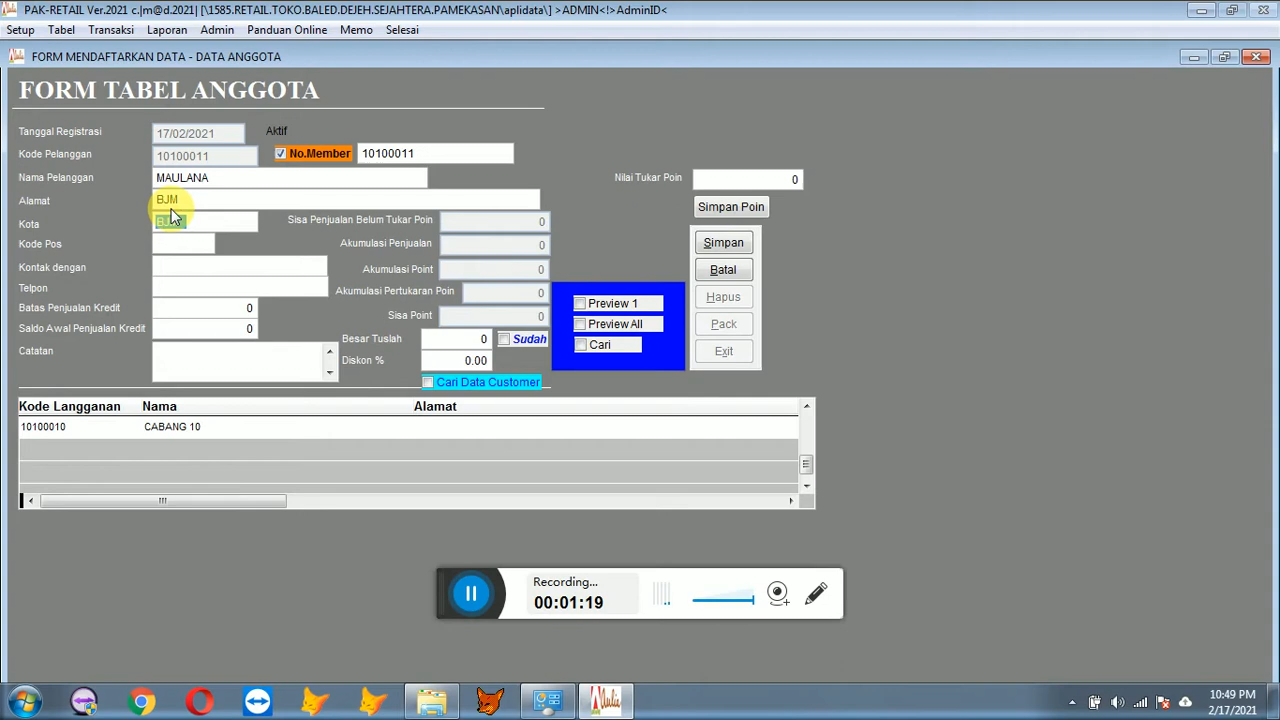 PAK-RETAIL Ver.2021 c.|m@d.2021| [\1585.RETAIL.TOKO.BALED.DEJEH.SEJAHTERA.PAMEKASAN\aplidata\] >ADMIN<!>AdminID<
Setup Tabel Transaksi Laporan Admin Panduan Online Memo Selesai
FORM MENDAFTARKAN DATA - DATA ANGGOTA
FORM TABEL ANGGOTA
Tanggal Registrasi 17/02/2021 Aktif
Kode Pelanggan 10100011 No.Member 10100011
Nama Pelanggan MAULANA Nilai Tukar Poin 0
Alamat BJM Simpan Poin
Kota Sisa Penjualan Belum Tukar Poin 0
Kode Pos Akumulasi Penjualan 0 Simpan
Kontak dengan Akumulasi Point 0 Batal
Telpon Akumulasi Pertukaran Poin 0 Hapus
Batas Penjualan Kredit 0 Sisa Point 0 Preview 1
Saldo Awal Penjualan Kredit 0 Preview All Pack
Besar Tuslah 0 Sudah Cari
Catatan Diskon % 0.00 Exit
Cari Data Customer
Kode Langganan Nama Alamat
10100010 CABANG 10
Recording...
00:01:19
10:49 PM
2/17/2021